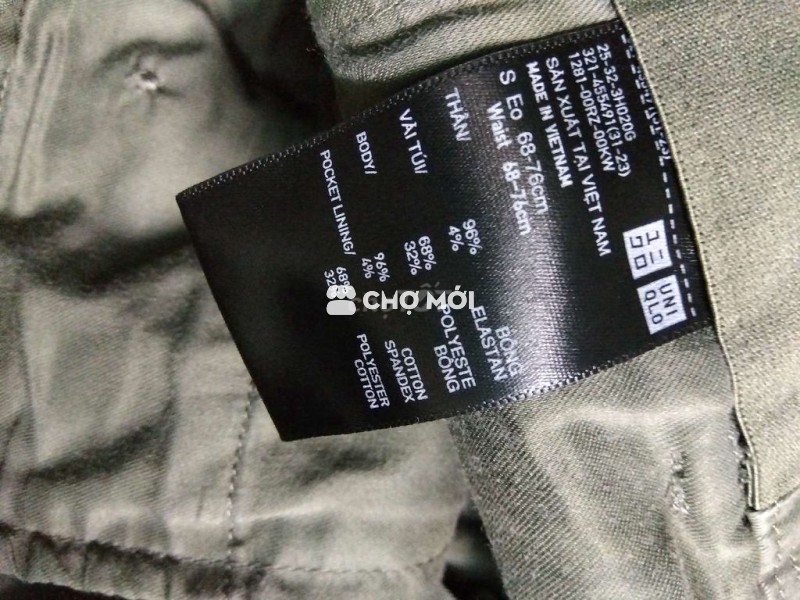 ユニ
クロ
UNI
QLO
25-32-3H020G
321-455491(31-23)
1281-00RZ-00KW
SẢN XUẤT TẠI VIỆT NAM
MADE IN VIETNAM
S Eo 68-76cm
Waist 68-76cm
THÂN/ 96% BÔNG
4% ELASTAN
VẢI TÚI/ 68% POLYESTE
32% BÔNG
BODY/ 96% COTTON
4% SPANDEX
POCKET LINING/ 68% POLYESTER
32 COTTON
CHỢ MỚI